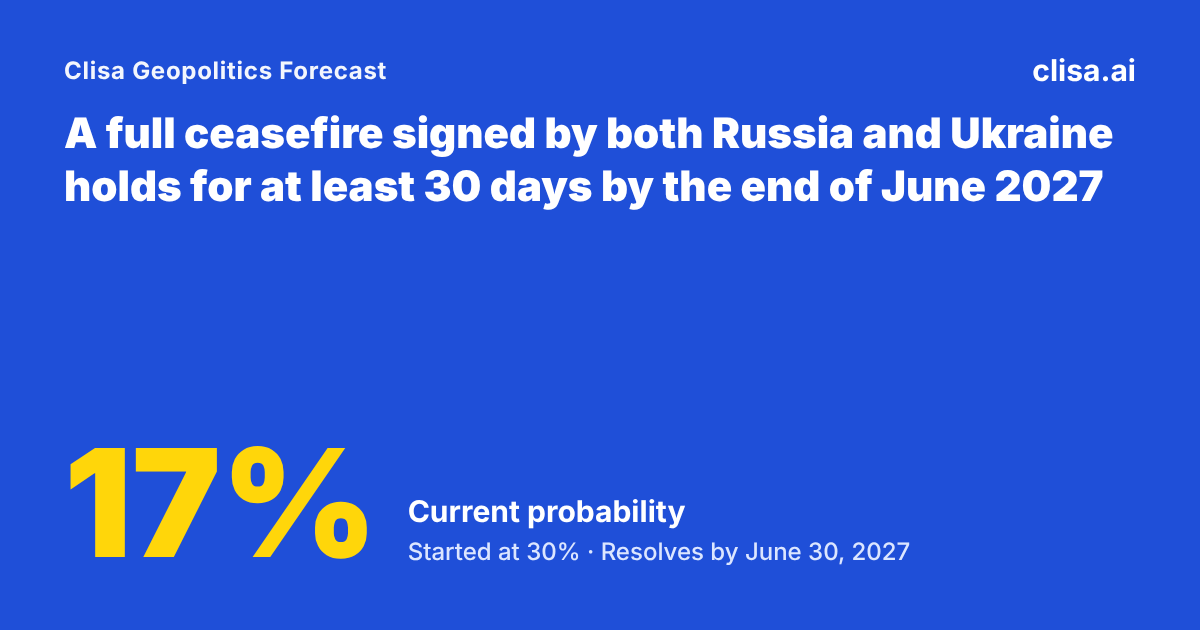 Clisa Geopolitics Forecast
clisa.ai
A full ceasefire signed by both Russia and Ukraine
holds for at least 30 days by the end of June 2027
17%
Current probability
Started at 30% · Resolves by June 30, 2027